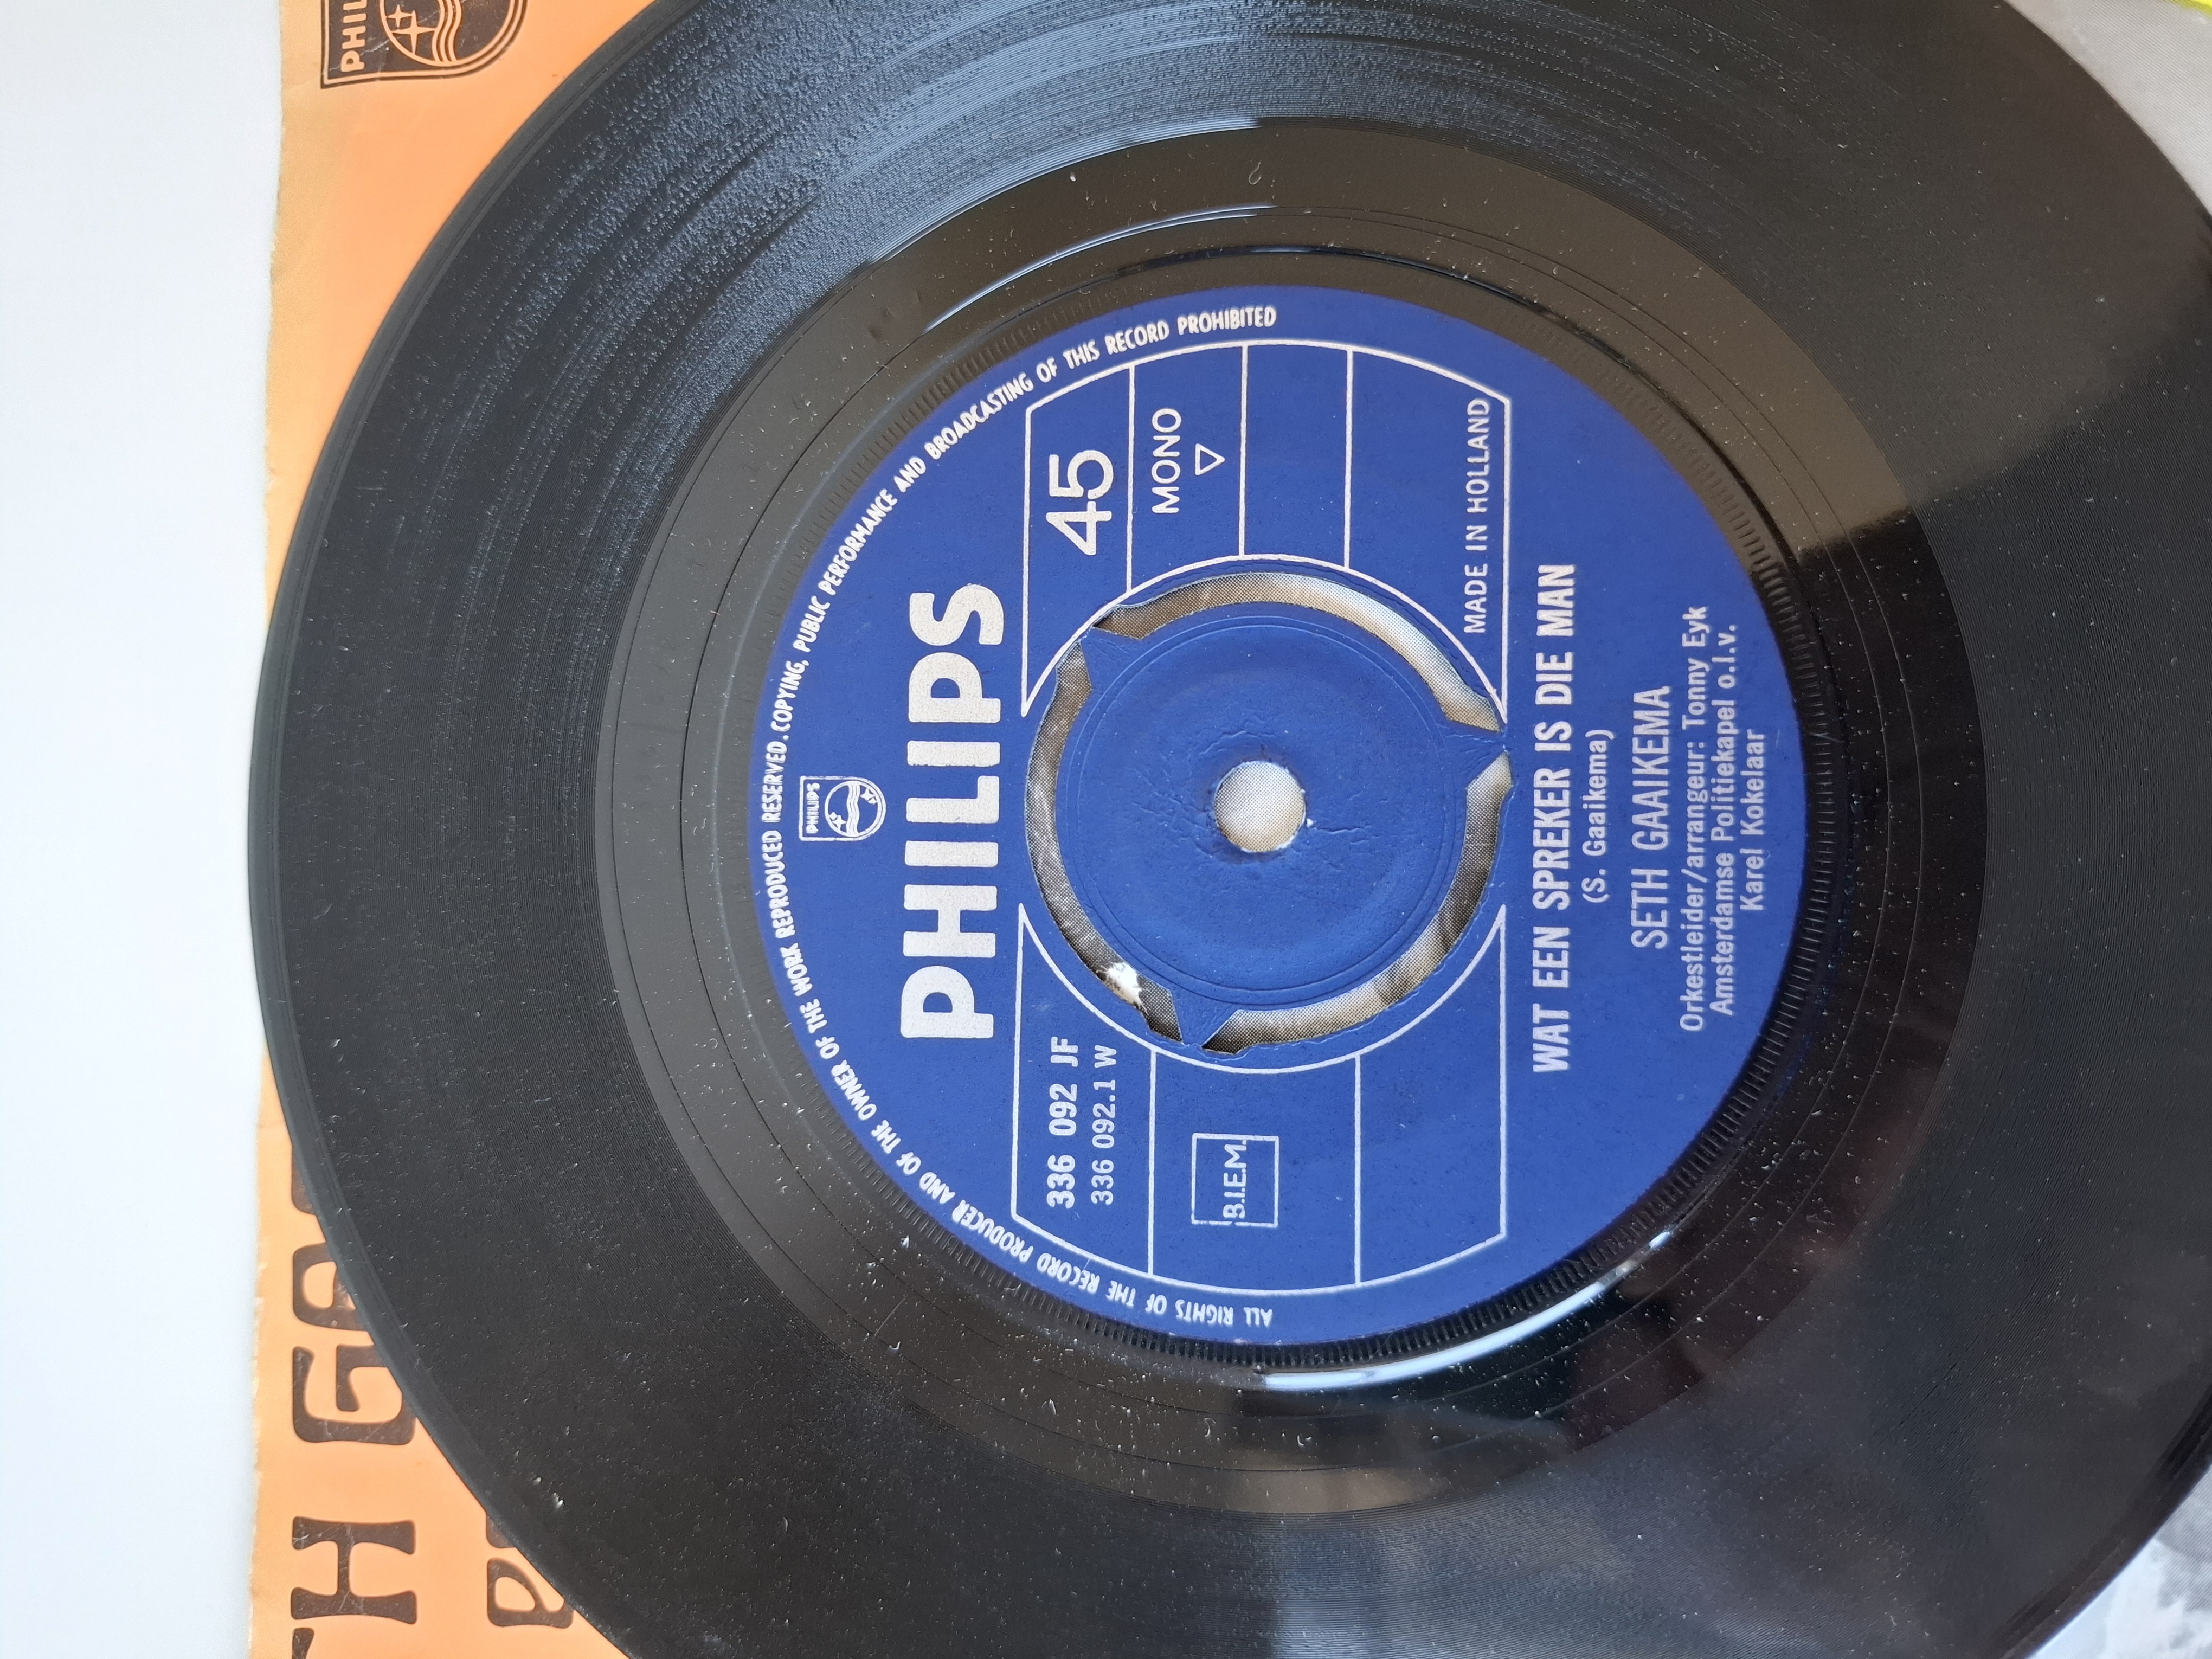 ALL RIGHTS OF THE RECORD PRODUCER AND OF THE OWNER OF THE WORK REPRODUCED RESERVED. COPYING, PUBLIC PERFORMANCE AND BROADCASTING OF THIS RECORD PROHIBITED
PHILIPS
PHILIPS
336 092 JF
336 092.1 W
B.I.E.M.
45
MONO
MADE IN HOLLAND
WAT EEN SPREKER IS DIE MAN
(S. Gaaikema)
SETH GAAIKEMA
Orkestleider/arrangeur: Tonny Eyk
Amsterdamse Politiekapel o.l.v.
Karel Kokelaar